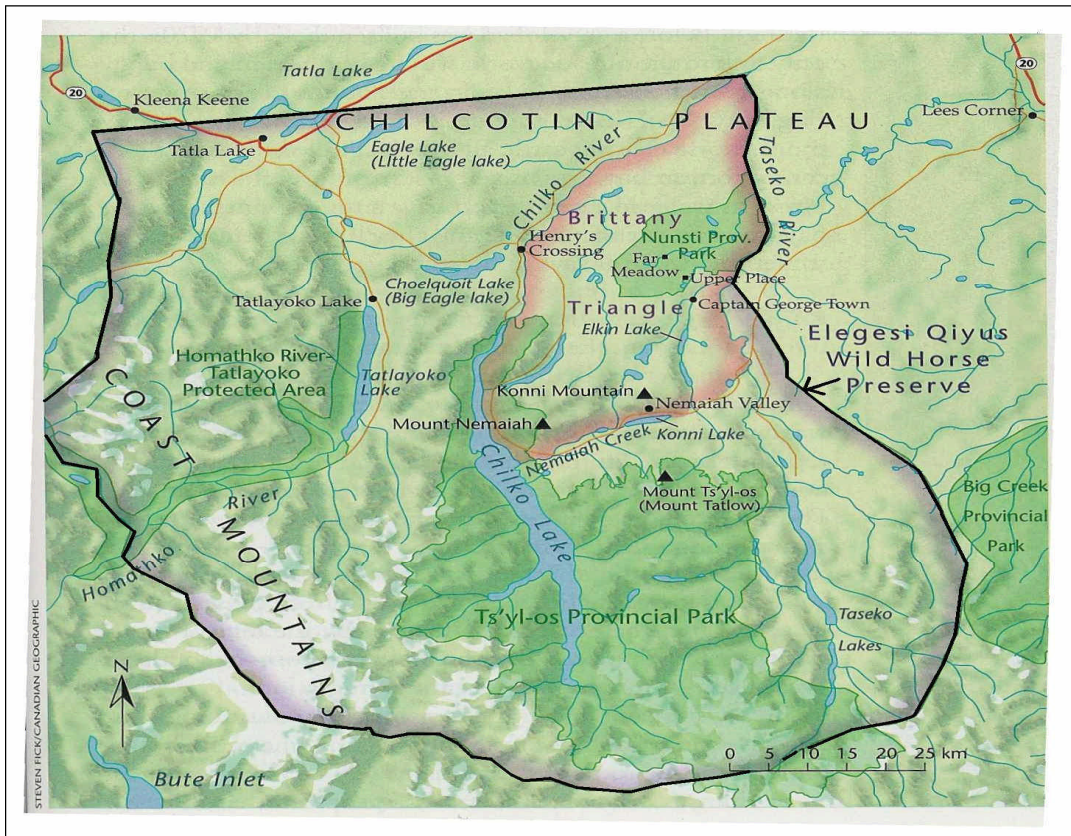 Tatla Lake
20
20
Kleena Keene
Lees Corner
CHILCOTIN PLATEAU
Tatla Lake
Eagle Lake
(LIttle Eagle lake)
Chilko River
Taseko River
Brittany
Henry's
Crossing
Nunsti Prov.
Park
Far
Meadow
Upper Place
Choelquoit Lake
(Big Eagle lake)
Tatlayoko Lake
Triangle
Captain George Town
Elkin Lake
Elegesi Qiyus
Wild Horse
Preserve
Homathko River-
Tatlayoko
Protected Area
Tatlayoko
Lake
Konni Mountain
Nemaiah Valley
Mount Nemaiah
Konni Lake
Nemaiah Creek
COAST MOUNTAINS
Chilko Lake
Mount Ts'yl-os
(Mount Tatlow)
Big Creek
Provincial
Park
Homathko River
Ts'yl-os Provincial Park
Taseko
Lakes
N
0 5 10 15 20 25 km
Bute Inlet
STEVEN FICK/CANADIAN GEOGRAPHIC